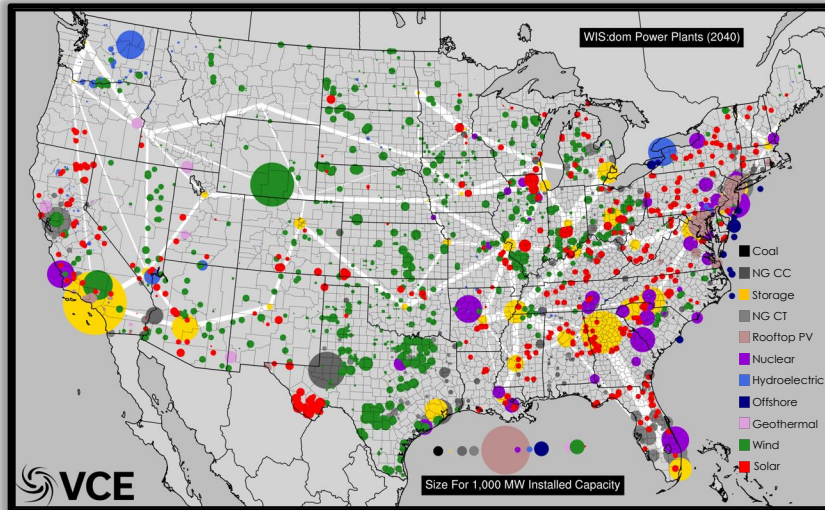 WIS:dom Power Plants (2040)
Coal
NG CC
Storage
NG CT
Rooftop PV
Nuclear
Hydroelectric
Offshore
Geothermal
Wind
Solar
Size For 1,000 MW Installed Capacity
VCE